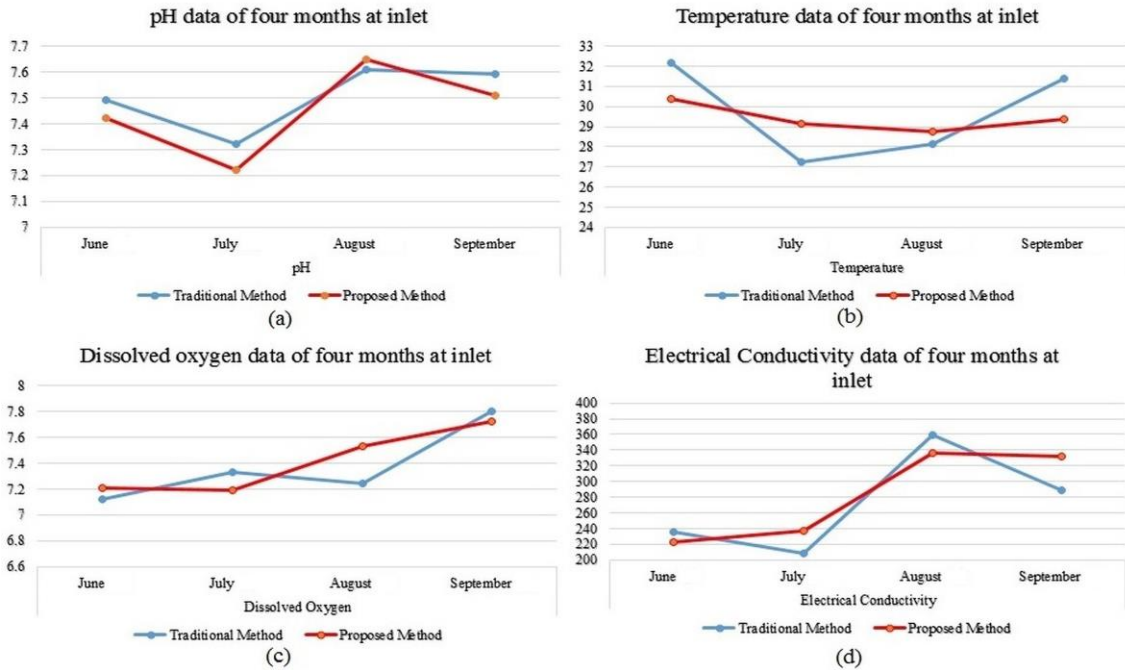 pH data of four months at inlet
7.7
7.6
7.5
7.4
7.3
7.2
7.1
7
June July August September
pH
Traditional Method Proposed Method
(a)
Temperature data of four months at inlet
33
32
31
30
29
28
27
26
25
24
June July August September
Temperature
Traditional Method Proposed Method
(b)
Dissolved oxygen data of four months at inlet
8
7.8
7.6
7.4
7.2
7
6.8
6.6
June July August September
Dissolved Oxygen
Traditional Method Proposed Method
(c)
Electrical Conductivity data of four months at
inlet
400
380
360
340
320
300
280
260
240
220
200
June July August September
Electrical Conductivity
Traditional Method Proposed Method
(d)